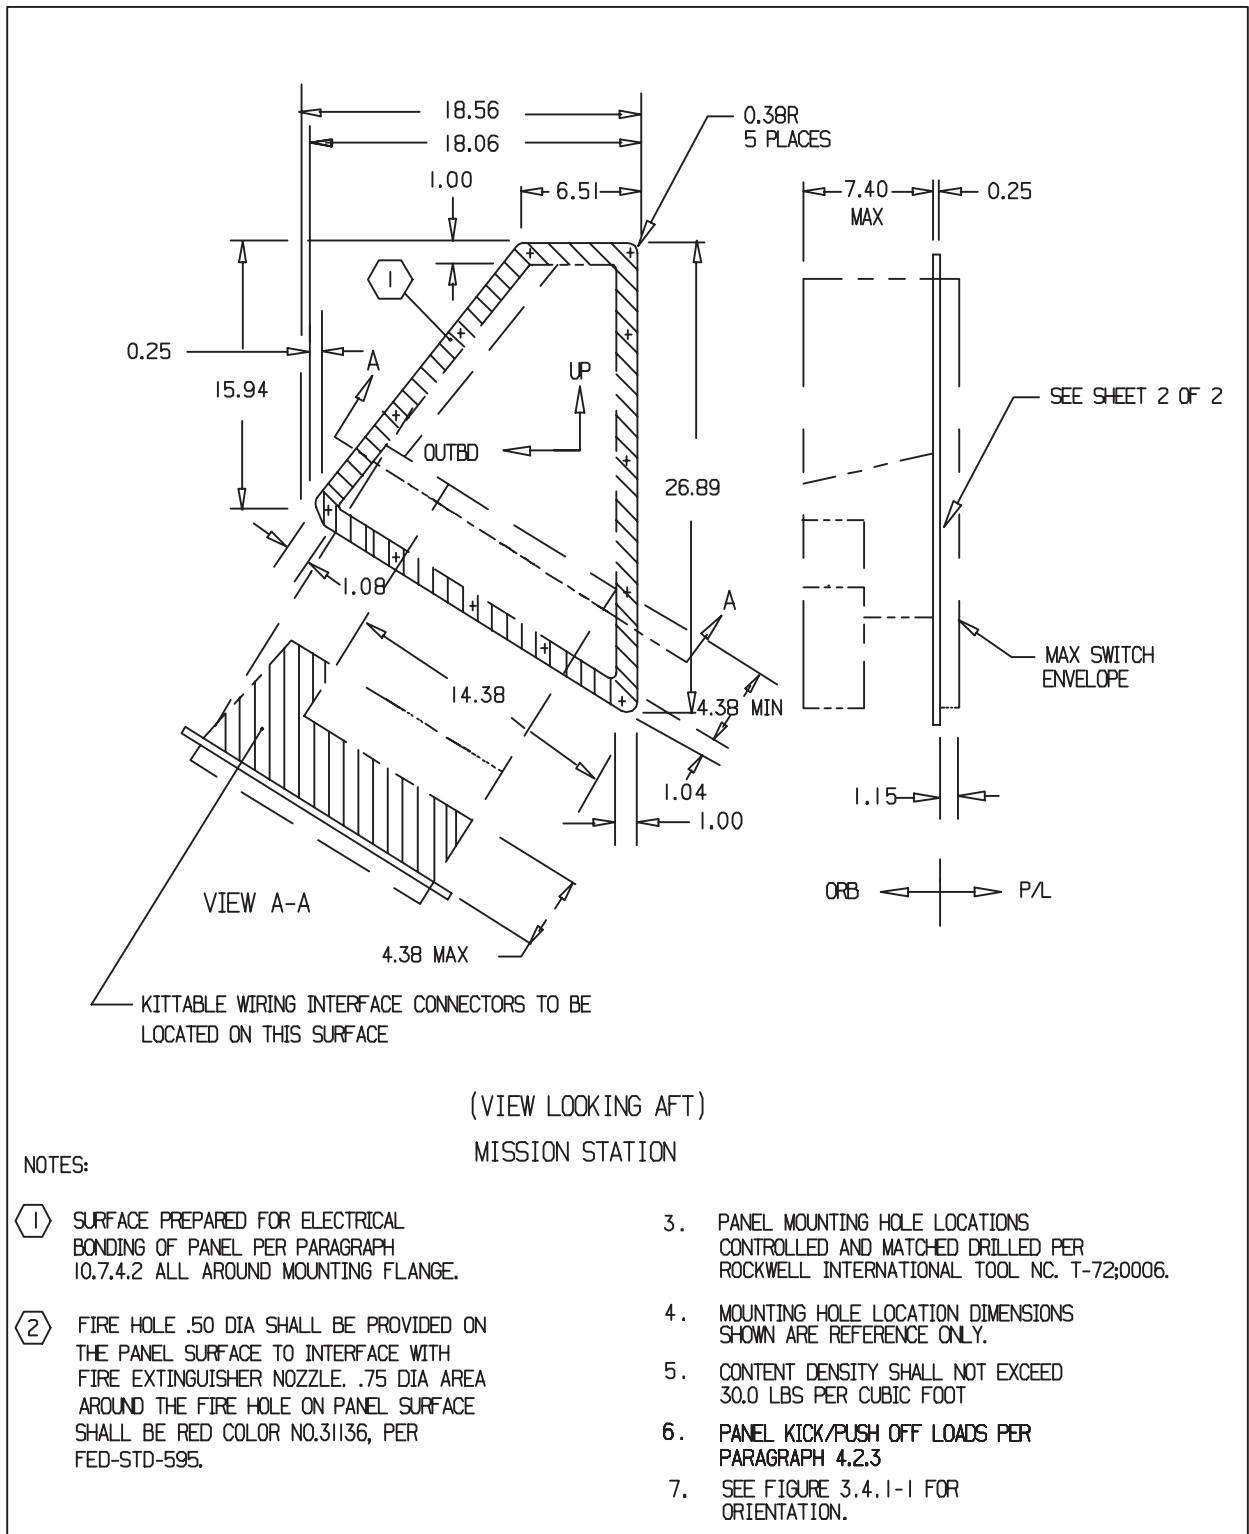 18.56
18.06
1.00
6.51
0.38R
5 PLACES
7.40
MAX
0.25
1
0.25
A
15.94
UP
OUTBD
SEE SHEET 2 OF 2
26.89
1.08
A
14.38
4.38 MIN
MAX SWITCH
ENVELOPE
1.04
1.00
1.15
VIEW A-A
ORB
P/L
4.38 MAX
KITTABLE WIRING INTERFACE CONNECTORS TO BE
LOCATED ON THIS SURFACE
(VIEW LOOKING AFT)
MISSION STATION
NOTES:
1 SURFACE PREPARED FOR ELECTRICAL
BONDING OF PANEL PER PARAGRAPH
10.7.4.2 ALL AROUND MOUNTING FLANGE.
2 FIRE HOLE .50 DIA SHALL BE PROVIDED ON
THE PANEL SURFACE TO INTERFACE WITH
FIRE EXTINGUISHER NOZZLE. .75 DIA AREA
AROUND THE FIRE HOLE ON PANEL SURFACE
SHALL BE RED COLOR NO.31136, PER
FED-STD-595.
3. PANEL MOUNTING HOLE LOCATIONS
CONTROLLED AND MATCHED DRILLED PER
ROCKWELL INTERNATIONAL TOOL NC. T-72;0006.
4. MOUNTING HOLE LOCATION DIMENSIONS
SHOWN ARE REFERENCE ONLY.
5. CONTENT DENSITY SHALL NOT EXCEED
30.0 LBS PER CUBIC FOOT
6. PANEL KICK/PUSH OFF LOADS PER
PARAGRAPH 4.2.3
7. SEE FIGURE 3.4.1-1 FOR
ORIENTATION.